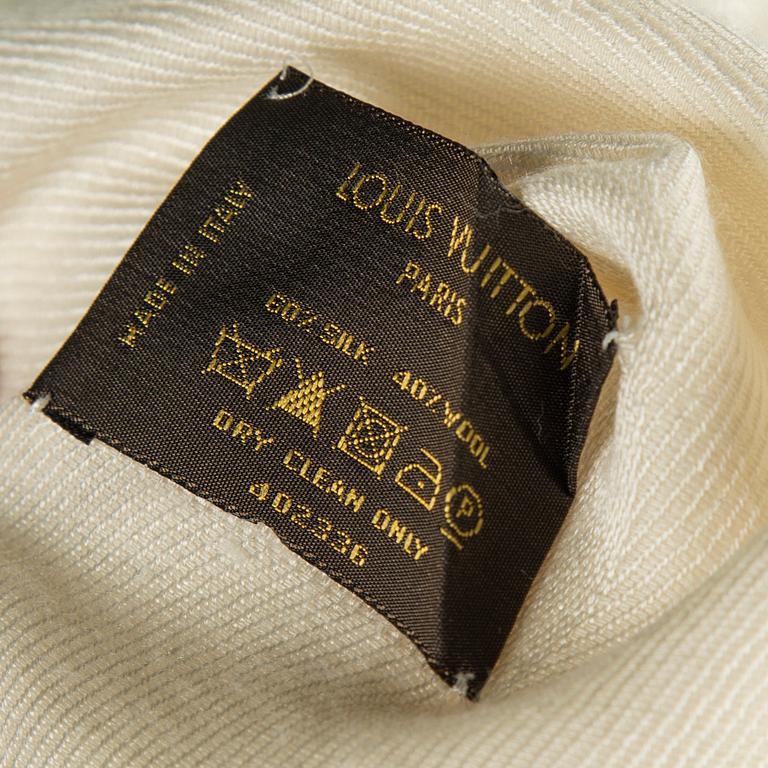 LOUIS VUITTON
PARIS
MADE IN ITALY
60% SILK 40% WOOL
P
DRY CLEAN ONLY
402336